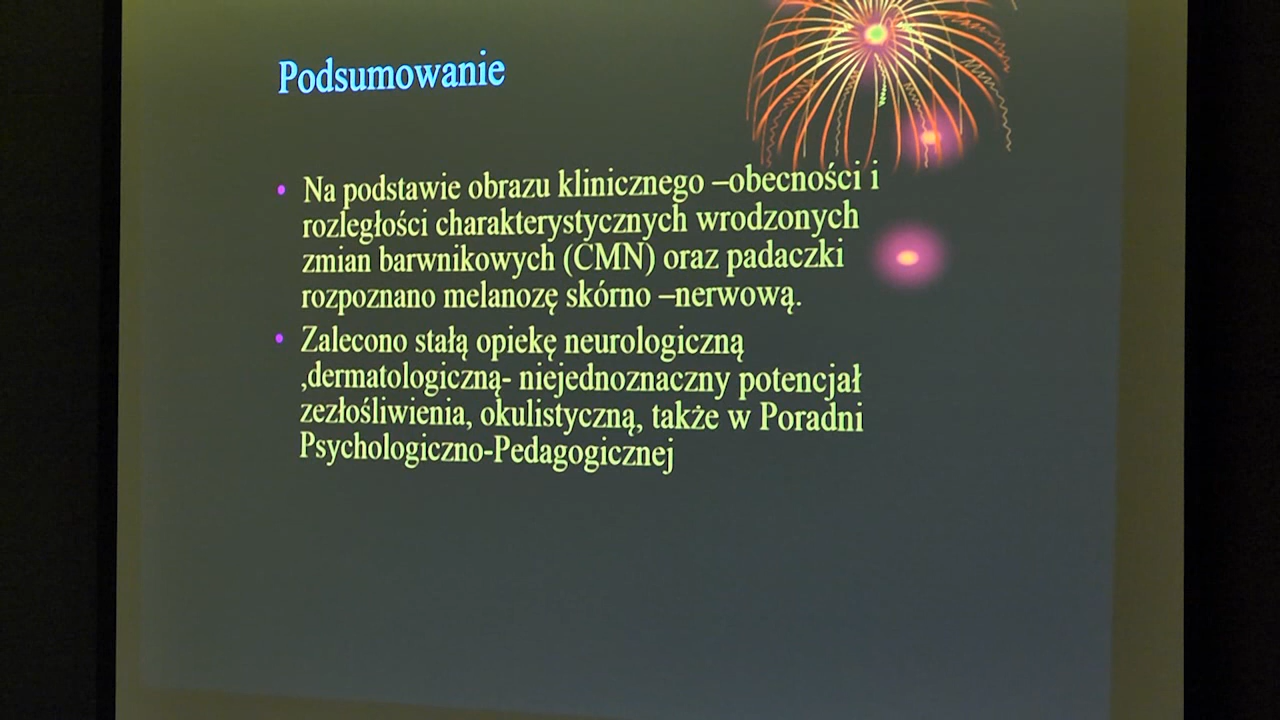 Podsumowanie
• Na podstawie obrazu klinicznego –obecności i
rozległości charakterystycznych wrodzonych
zmian barwnikowych (CMN) oraz padaczki
rozpoznano melanozę skórno –nerwową.
• Zalecono stałą opiekę neurologiczną
,dermatologiczną- niejednoznaczny potencjał
zezłośliwienia, okulistyczną, także w Poradni
Psychologiczno-Pedagogicznej